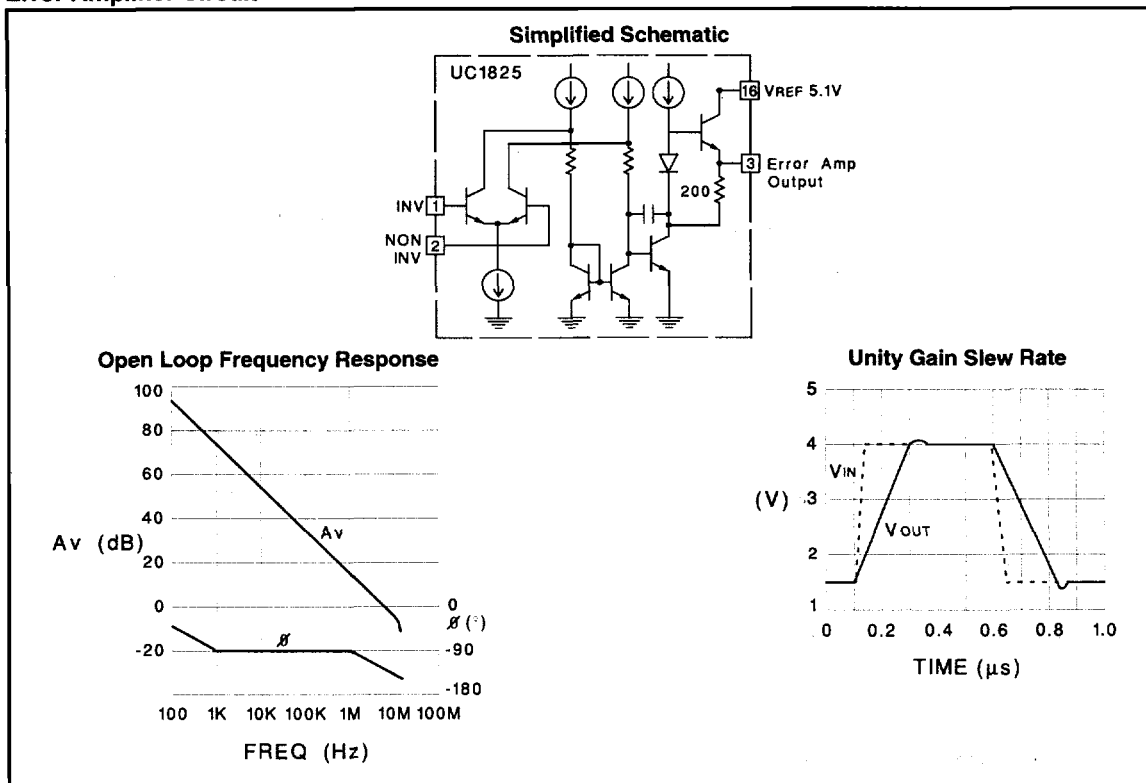 Simplified Schematic
UC1825
16 VREF 5.1V
3 Error Amp
Output
200
INV 1
NON 2
INV
Open Loop Frequency Response
100
80
60
40
20
0
-20
Av (dB)
Av
ø
0
ø (°)
-90
-180
100 1K 10K 100K 1M 10M 100M
FREQ (Hz)
Unity Gain Slew Rate
5
4
3
2
1
(V)
VIN
VOUT
0 0.2 0.4 0.6 0.8 1.0
TIME (µs)